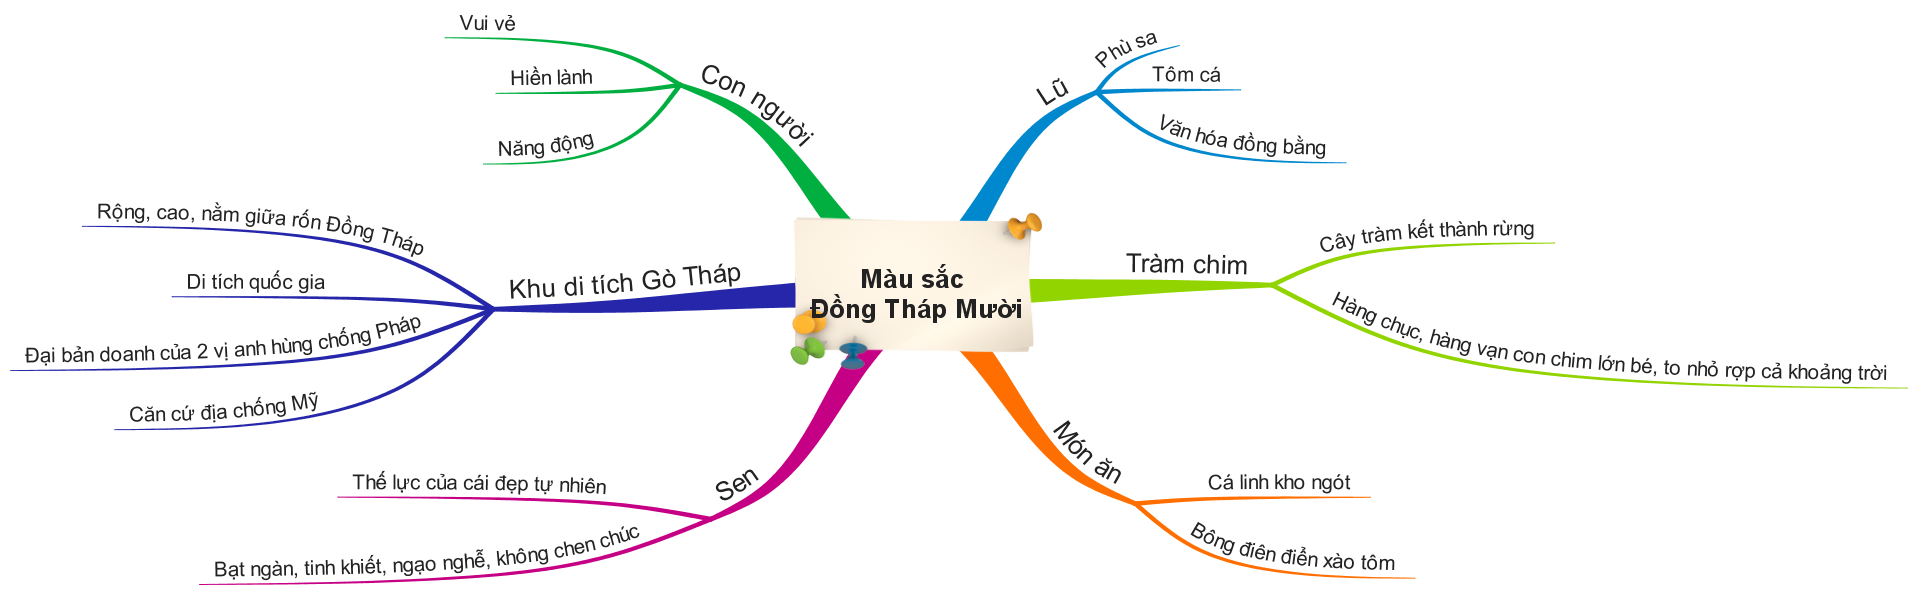 Màu sắc
Đồng Tháp Mười
Lũ
Phù sa
Tôm cá
Văn hóa đồng bằng
Tràm chim
Cây tràm kết thành rừng
Hàng chục, hàng vạn con chim lớn bé, to nhỏ rợp cả khoảng trời
Món ăn
Cá linh kho ngót
Bông điên điển xào tôm
Sen
Thế lực của cái đẹp tự nhiên
Bạt ngàn, tinh khiết, ngạo nghễ, không chen chúc
Khu di tích Gò Tháp
Rộng, cao, nằm giữa rốn Đồng Tháp
Di tích quốc gia
Đại bản doanh của 2 vị anh hùng chống Pháp
Căn cứ địa chống Mỹ
Con người
Vui vẻ
Hiền lành
Năng động